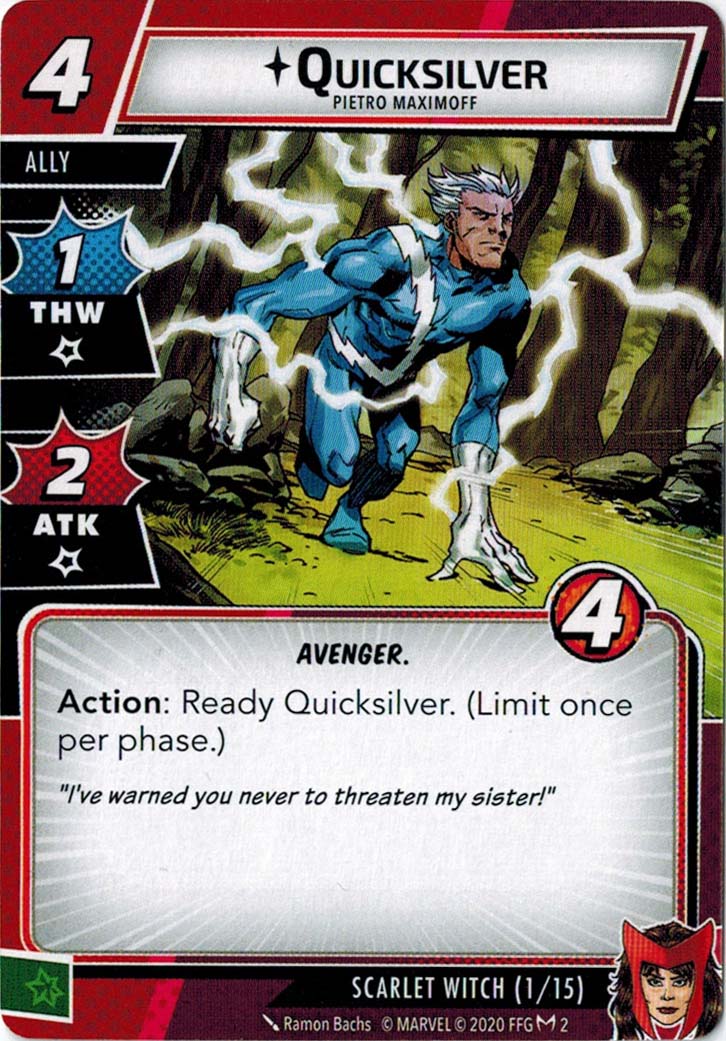 4
QUICKSILVER
PIETRO MAXIMOFF
ALLY
1
THW
2
ATK
4
AVENGER.
Action: Ready Quicksilver. (Limit once
per phase.)
"I've warned you never to threaten my sister!"
SCARLET WITCH (1/15)
Ramon Bachs © MARVEL © 2020 FFG 2